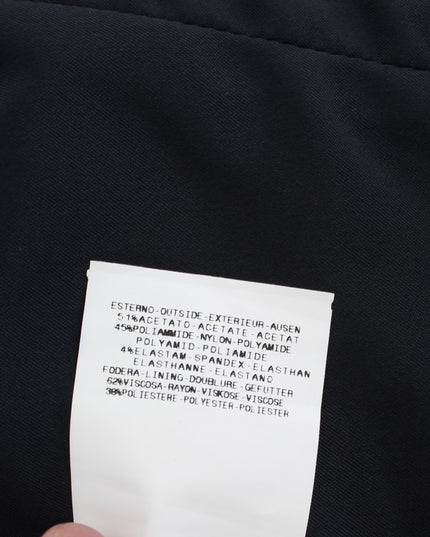 ESTERNO-OUTSIDE-EXTERIEUR-AUSEN
51%ACETATO-ACETATE-ACETAT
45%POLIAMMIDE-NYLON-POLYAMIDE
POLYAMID-POLIAMIDE
4%ELASTAM-SPANDEX-ELASTHAN
ELASTHANNE-ELASTANO
FODERA-LINING-DOUBLURE-GEFUTTER
62%VISCOSA-RAYON-VISKOSE-VISCOSE
38%POLIESTERE-POLYESTER-POLIESTER